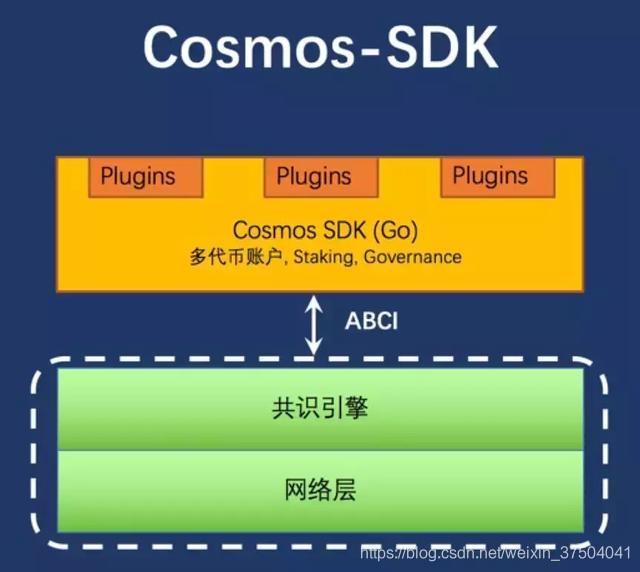 Cosmos-SDK
Plugins Plugins Plugins
Cosmos SDK (Go)
多代币账户, Staking, Governance
ABCI
共识引擎
网络层
https://blog.csdn.net/weixin_37504041